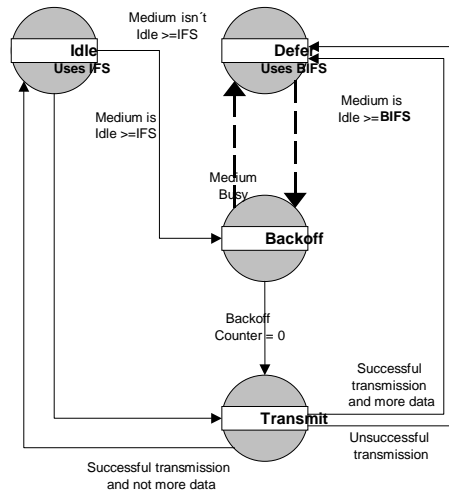 Medium isn´t
Idle >=IFS
Idle
Uses IFS
Defer
Uses BIFS
Medium is
Idle >=IFS
Medium is
Idle >=BIFS
Medium
Busy
Backoff
Backoff
Counter = 0
Successful
transmission
and more data
Transmit
Unsuccessful
transmission
Successful transmission
and not more data